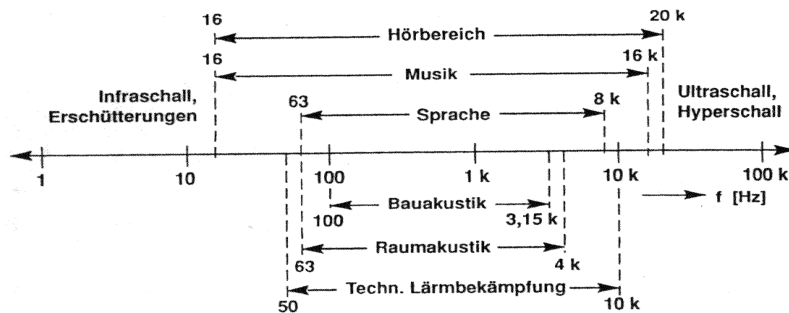 16 20 k
Hörbereich
16 16 k
Musik
Infraschall,
Erschütterungen
63 8 k
Sprache
Ultraschall,
Hyperschall
1 10 100 1 k 10 k 100 k
f [Hz]
100 Bauakustik 3,15 k
Raumakustik
63 4 k
Techn. Lärmbekämpfung
50 10 k